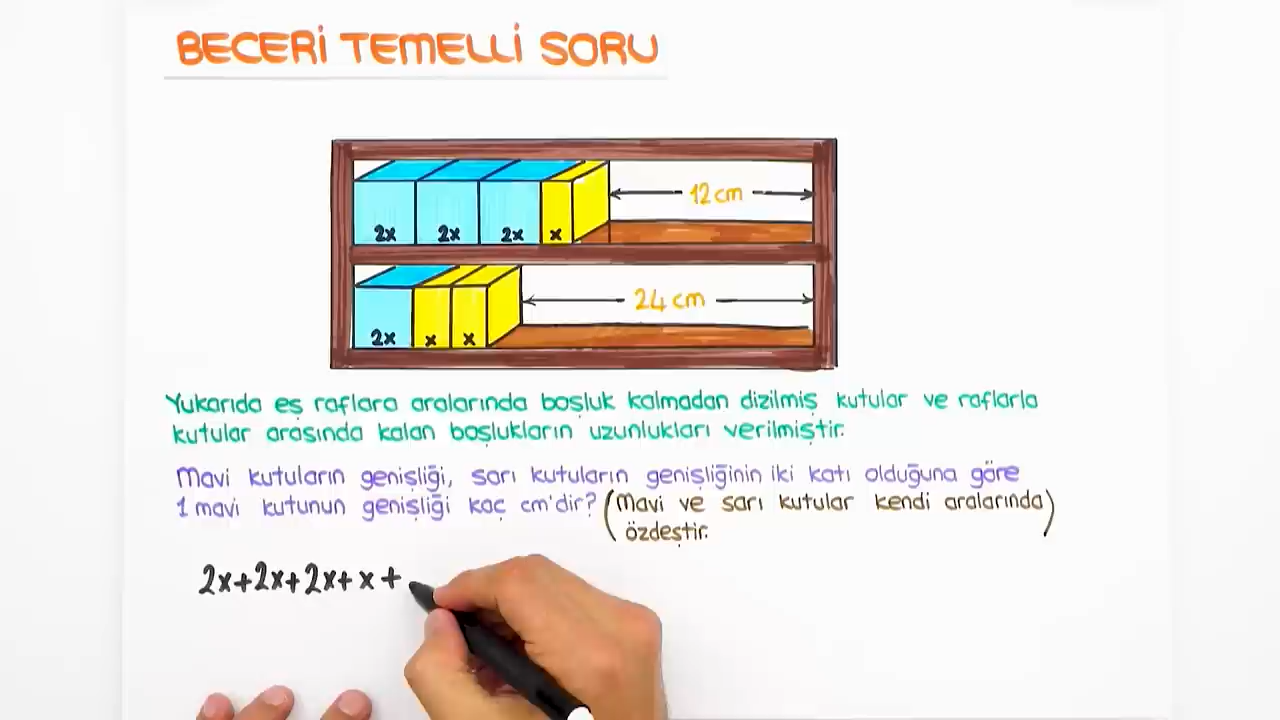 BECERİ TEMELLİ SORU
12 cm
2x 2x 2x x
24 cm
2x x x
Yukarıda eş raflara aralarında boşluk kalmadan dizilmiş kutular ve raflarla
kutular arasında kalan boşlukların uzunlukları verilmiştir.
Mavi kutuların genişliği, sarı kutuların genişliğinin iki katı olduğuna göre
1 mavi kutunun genişliği kaç cm'dir? (Mavi ve sarı kutular kendi aralarında
özdeştir.)
2x+2x+2x+x+